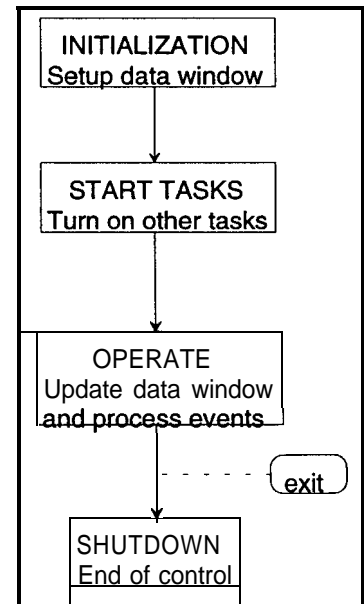 INITIALIZATION
Setup data window
START TASKS
Turn on other tasks
OPERATE
Update data window
and process events
exit
SHUTDOWN
End of control